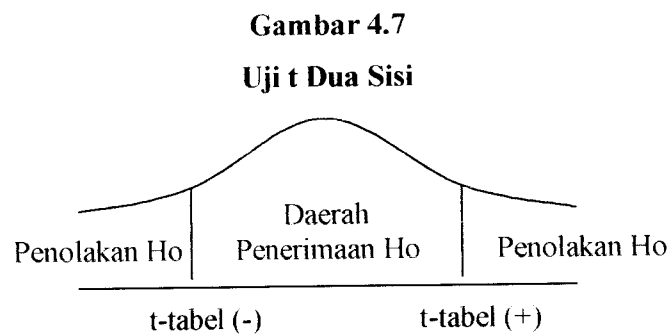 Gambar 4.7
Uji t Dua Sisi
Daerah
Penolakan Ho Penerimaan Ho Penolakan Ho
t-tabel (-) t-tabel (+)